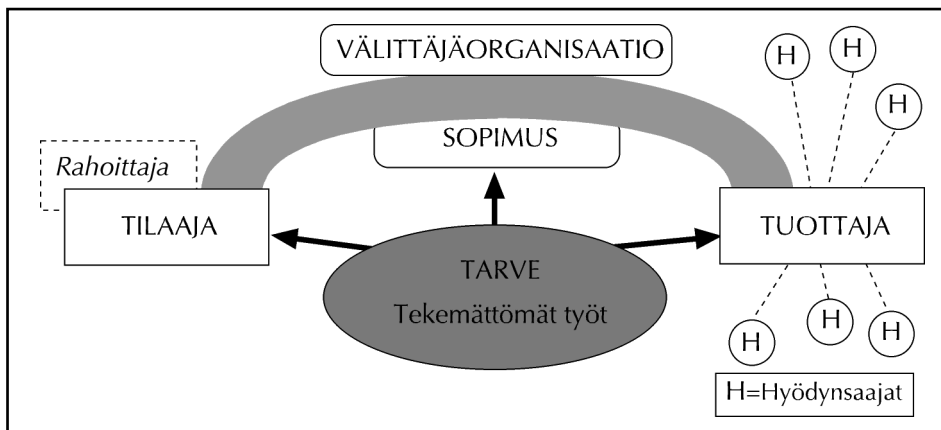 VÄLITTÄJÄORGANISAATIO
SOPIMUS
Rahoittaja
TILAAJA
TUOTTAJA
TARVE
Tekemättömät työt
H
H
H
H
H
H
H=Hyödynsaajat